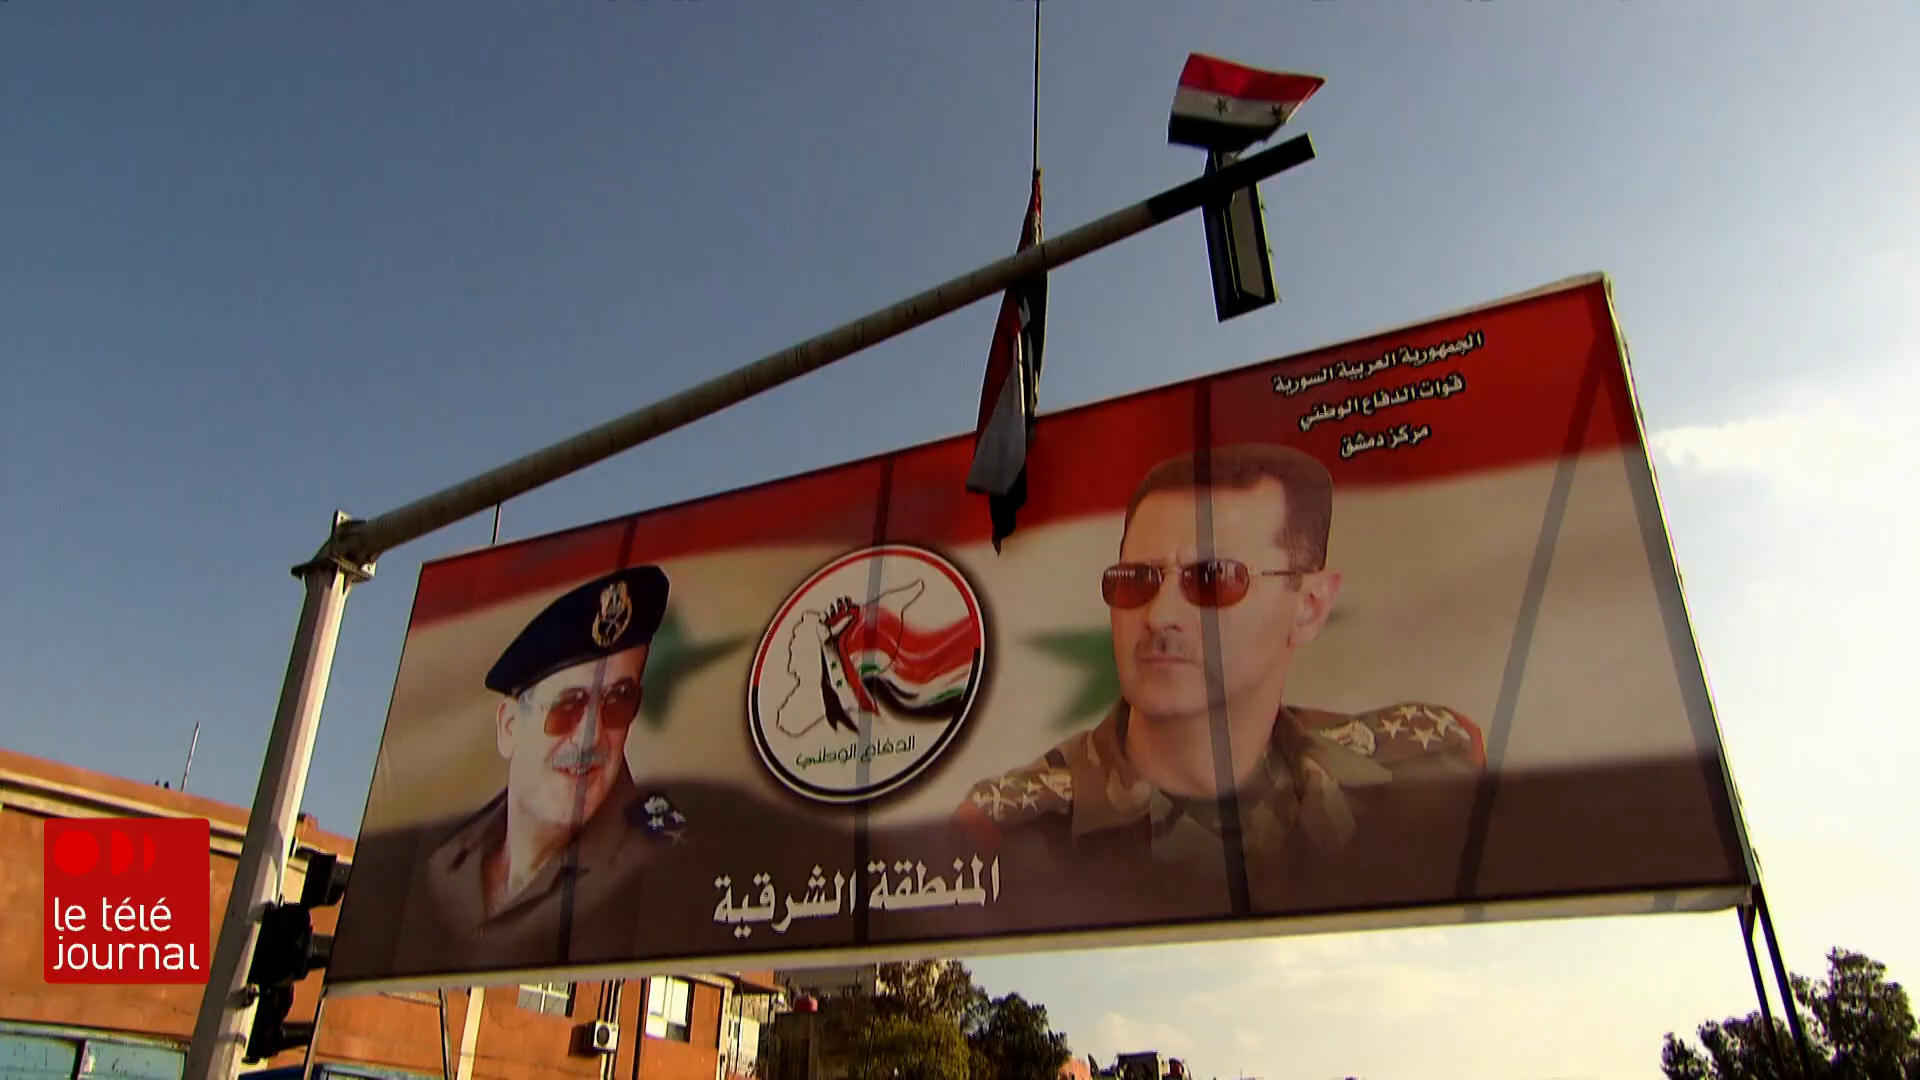 الجمهورية العربية السورية
قوات الدفاع الوطني
مركز دمشق
الدفاع الوطني
المنطقة الشرقية
le télé
journal